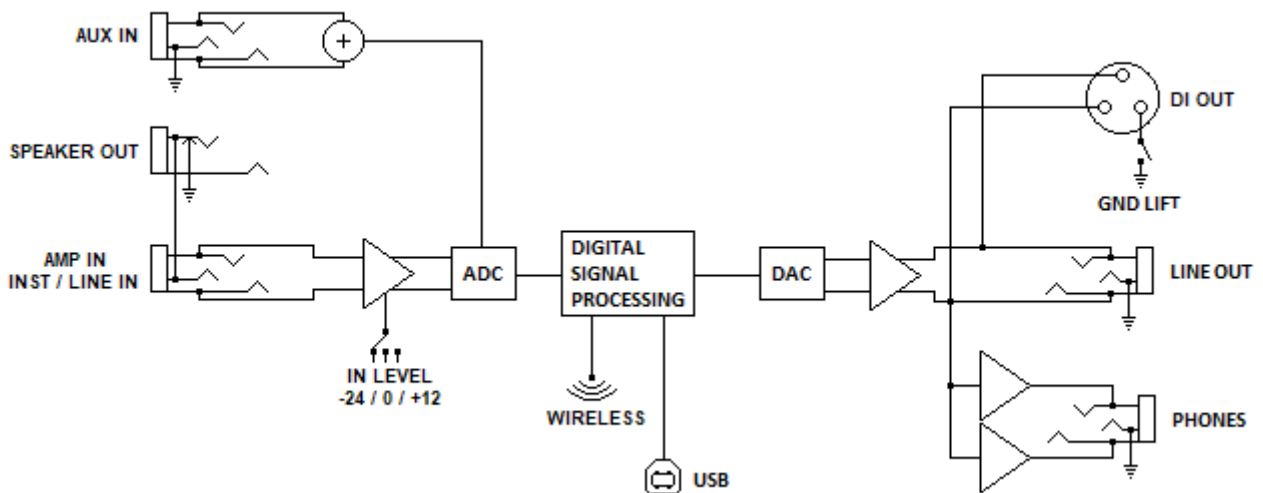 AUX IN
SPEAKER OUT
AMP IN
INST / LINE IN
IN LEVEL
-24 / 0 / +12
ADC
DIGITAL
SIGNAL
PROCESSING
WIRELESS
USB
DAC
DI OUT
GND LIFT
LINE OUT
PHONES